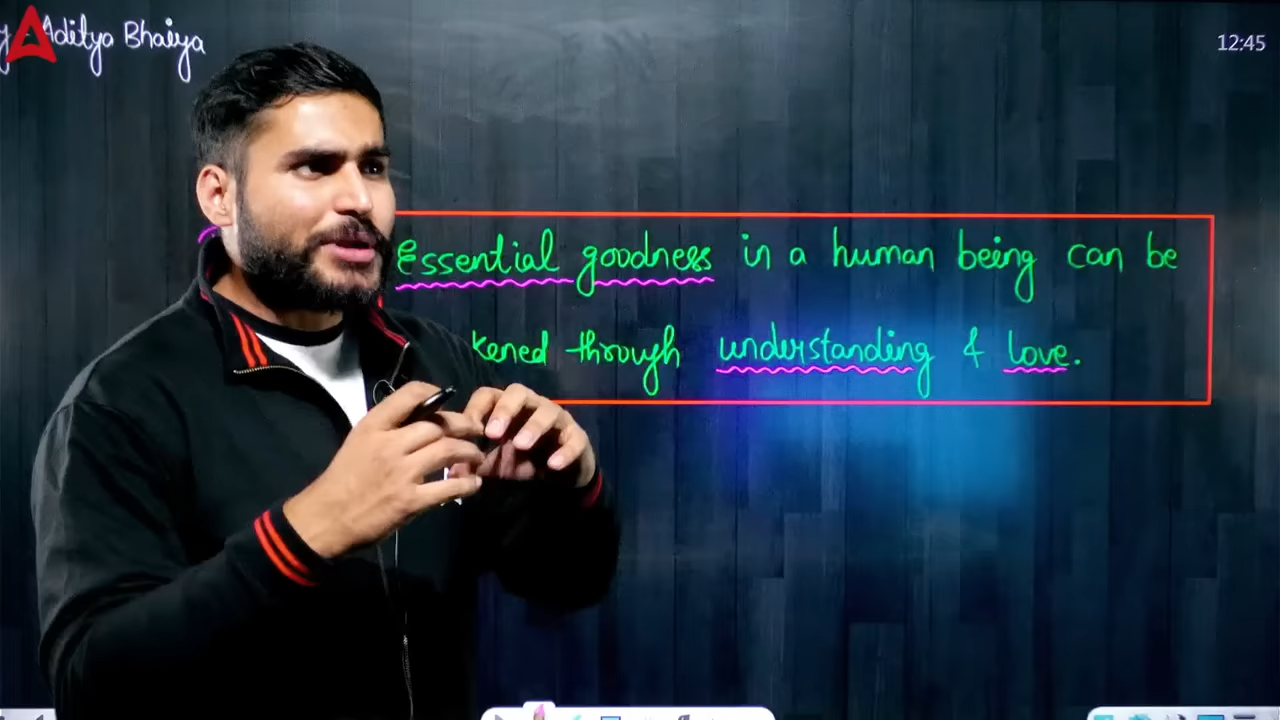 y Aditya Bhaiya
12:45
Essential goodness in a human being can be
kened through understanding & love.